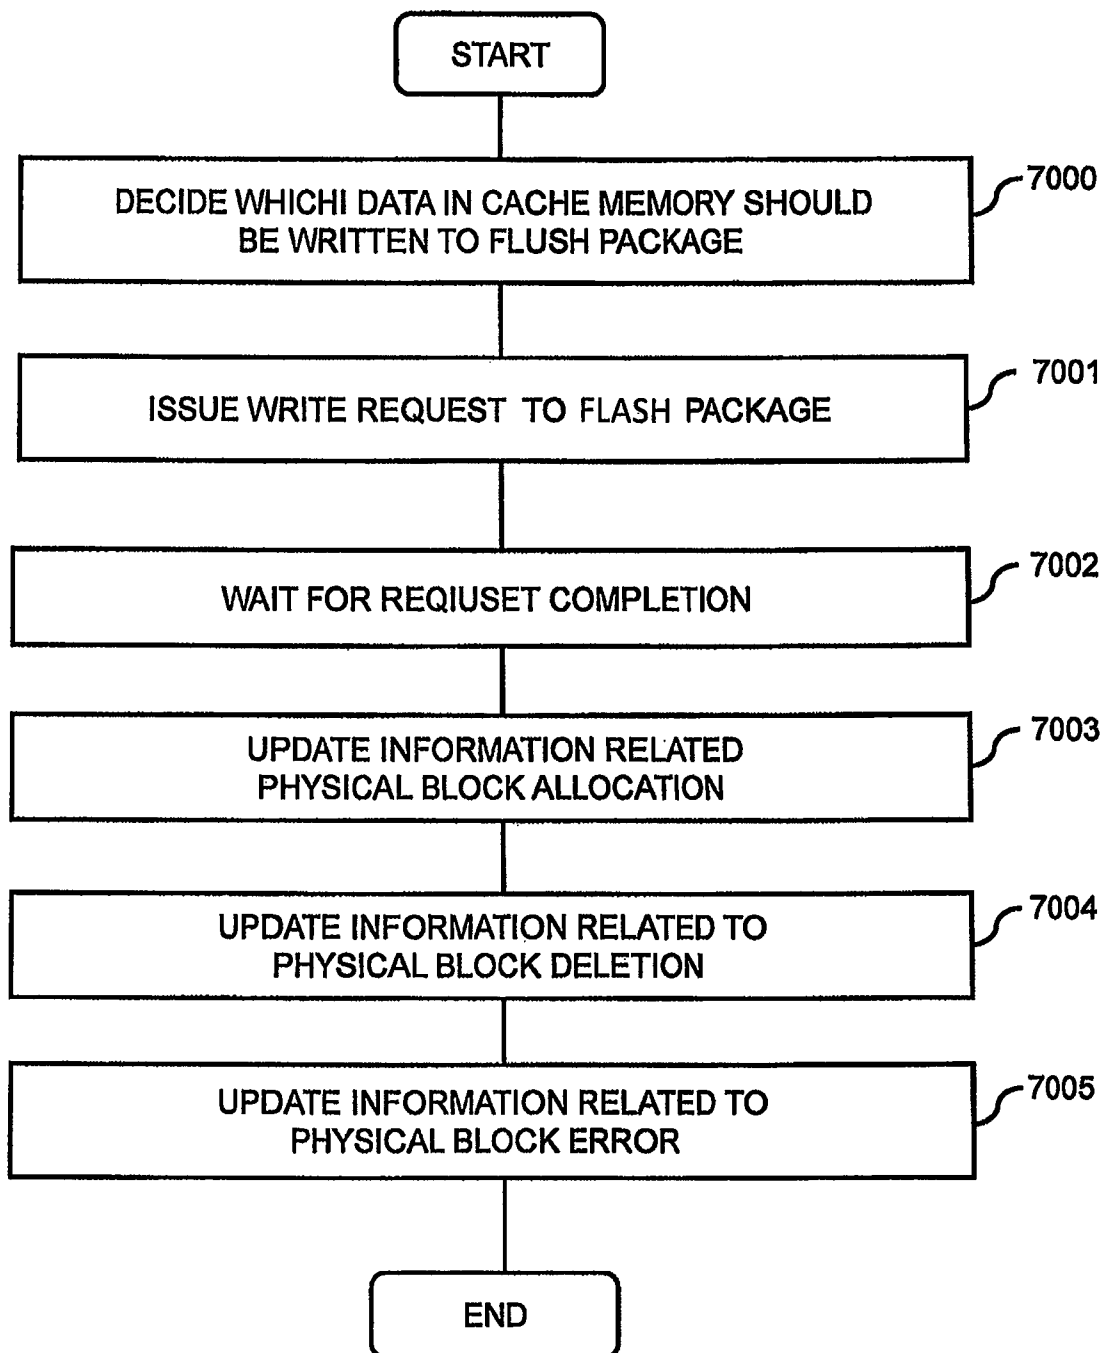 START
DECIDE WHICHI DATA IN CACHE MEMORY SHOULD
BE WRITTEN TO FLUSH PACKAGE
7000
ISSUE WRITE REQUEST TO FLASH PACKAGE
7001
WAIT FOR REQIUSET COMPLETION
7002
UPDATE INFORMATION RELATED
PHYSICAL BLOCK ALLOCATION
7003
UPDATE INFORMATION RELATED TO
PHYSICAL BLOCK DELETION
7004
UPDATE INFORMATION RELATED TO
PHYSICAL BLOCK ERROR
7005
END